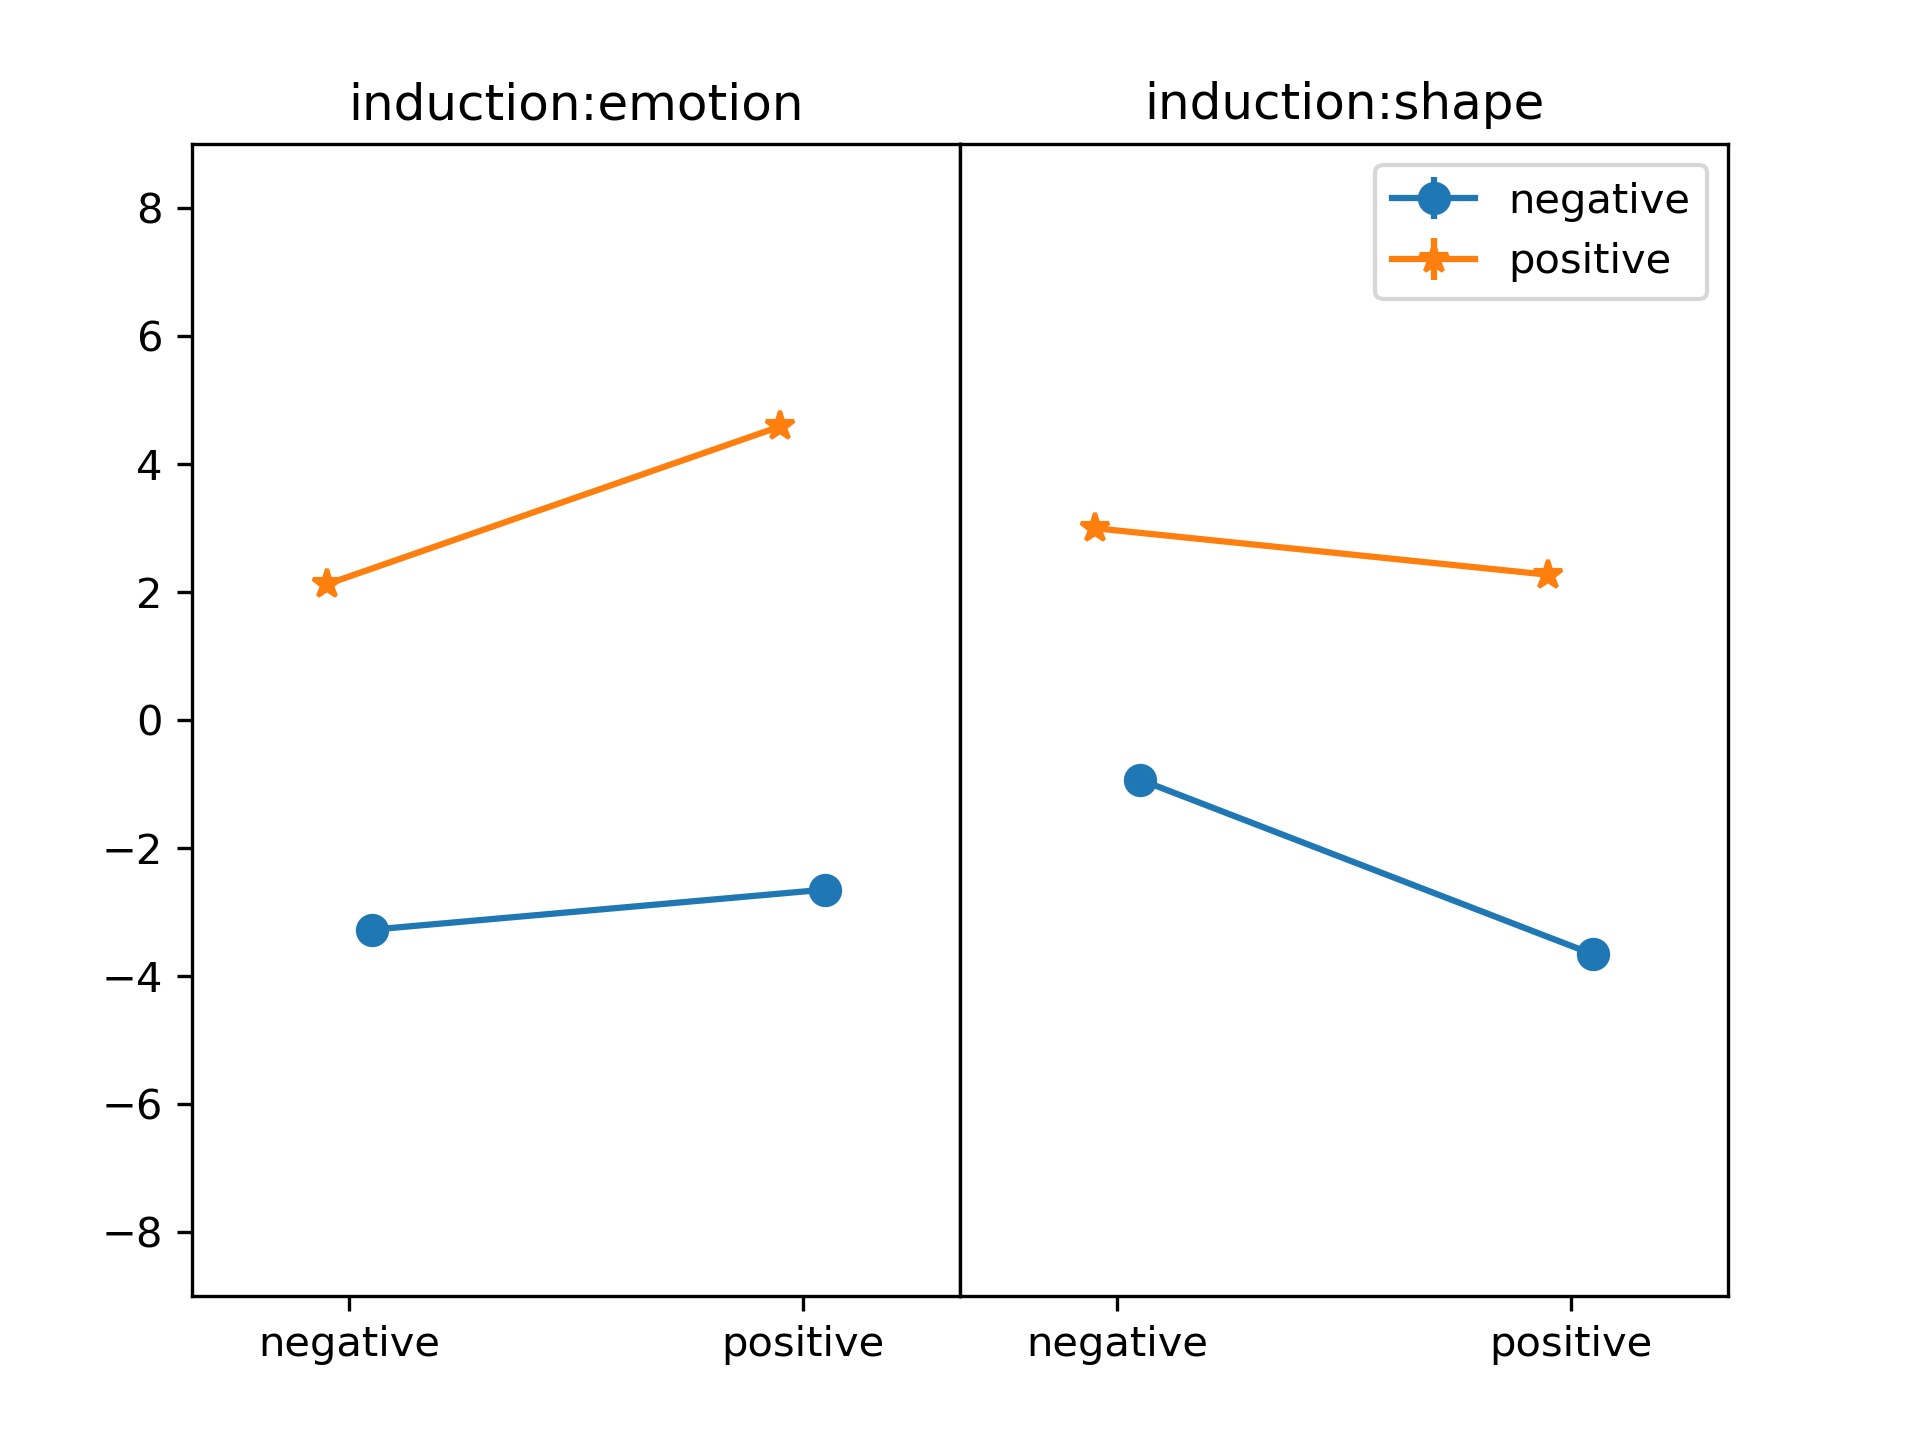 induction:emotion
induction:shape
negative
positive
8
6
4
2
0
−2
−4
−6
−8
negative
positive
negative
positive